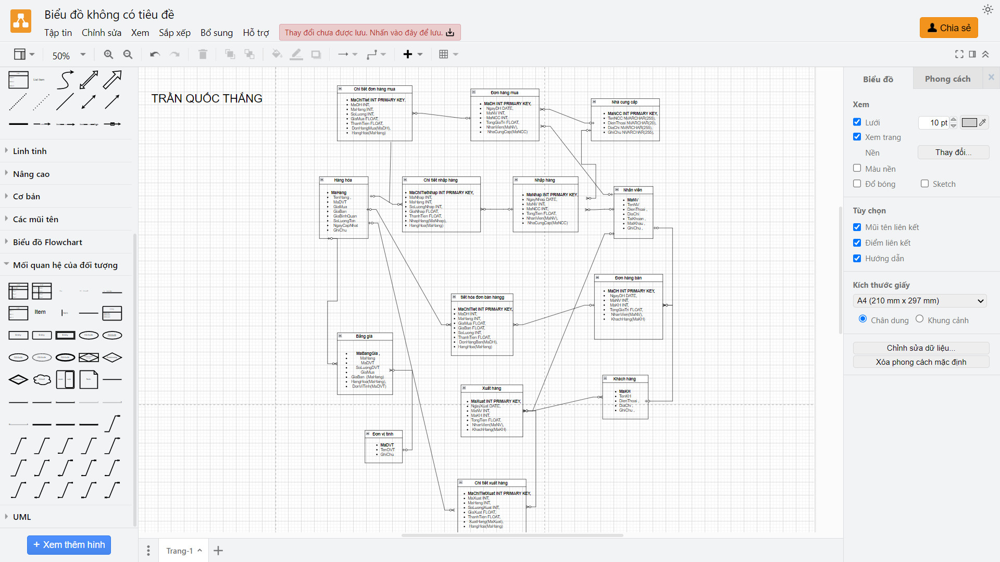 Biểu đồ không có tiêu đề
Tập tin Chỉnh sửa Xem Sắp xếp Bổ sung Hỗ trợ
Thay đổi chưa được lưu. Nhấn vào đây để lưu.
Chia sẻ
50%
List Item
Linh tinh
Nâng cao
Cơ bản
Các mũi tên
Biểu đồ Flowchart
Mối quan hệ của đối tượng
Item
UML
+ Xem thêm hình
TRẦN QUỐC THẮNG
Chi tiết đơn hàng mua
MaChiTiet INT PRIMARY KEY,
MaDH INT,
MaHang INT,
SoLuong INT,
GiaMua FLOAT,
ThanhTien FLOAT,
DonHangMua(MaDH),
HangHoa(MaHang)
Đơn hàng mua
MaDH INT PRIMARY KEY,
NgayDH DATE,
MaNV INT,
MaNCC INT,
TongGiaTri FLOAT,
NhanVien(MaNV),
NhaCungCap(MaNCC)
Nhà cung cấp
MaNCC INT PRIMARY KEY,
TenNCC NVARCHAR(255),
DienThoai NVARCHAR(20),
DiaChi NVARCHAR(255),
GhiChu NVARCHAR(255),
Hàng hóa
MaHang
TenHang ,
MaDVT
GiaMua
GiaBan
GiaBinhQuan
SoLuongTon
NgayCapNhat
GhiChu
Chi tiết nhập hàng
MaChiTietNhap INT PRIMARY KEY,
MaNhap INT,
MaHang INT,
SoLuongNhap INT,
GiaNhap FLOAT,
ThanhTien FLOAT,
NhapHang(MaNhap),
HangHoa(MaHang)
Nhập hàng
MaNhap INT PRIMARY KEY,
NgayNhap DATE,
MaNV INT,
MaNCC INT,
TongTien FLOAT,
NhanVien(MaNV),
NhaCungCap(MaNCC)
Nhân viên
MaNV
TenNV
DienThoai ,
DiaChi
TaiKhoan ,
MatKhau ,
GhiChu ,
Đơn hàng bán
MaDH INT PRIMARY KEY,
NgayDH DATE,
MaNV INT,
MaKH INT,
TongGiaTri FLOAT,
NhanVien(MaNV),
KhachHang(MaKH)
tiết hóa đơn bán hàngg
MaChiTiet INT PRIMARY KEY,
MaDH INT,
MaHang INT,
GiaMua FLOAT,
GiaBan FLOAT,
SoLuong INT,
ThanhTien FLOAT,
DonHangBan(MaDH),
HangHoa(MaHang)
Bảng giá
MaBangGia ,
MaHang
MaDVT
SoLuongDVT
GiaMua
GiaBan (MaHang)
HangHoa(MaHang),
DonViTinh(MaDVT)
Xuất hàng
MaXuat INT PRIMARY KEY,
NgayXuat DATE,
MaNV INT,
MaKH INT,
TongTien FLOAT,
NhanVien(MaNV),
KhachHang(MaKH)
Khách hàng
MaKH
TenKH
DienThoai ,
DiaChi ,
GhiChu ,
Đơn vị tính
MaDVT
TenDVT
GhiChu
Chi tiết xuất hàng
MaChiTietXuat INT PRIMARY KEY,
MaXuat INT,
MaHang INT,
SoLuongXuat INT,
GiaXuat FLOAT,
ThanhTien FLOAT,
XuatHang(MaXuat),
HangHoa(MaHang)
Trang-1
Biểu đồ Phong cách
Xem
Lưới 10 pt
Xem trang
Nền Thay đổi...
Màu nền
Đổ bóng Sketch
Tùy chọn
Mũi tên liên kết
Điểm liên kết
Hướng dẫn
Kích thước giấy
A4 (210 mm x 297 mm)
Chân dung Khung cảnh
Chỉnh sửa dữ liệu...
Xóa phong cách mặc định